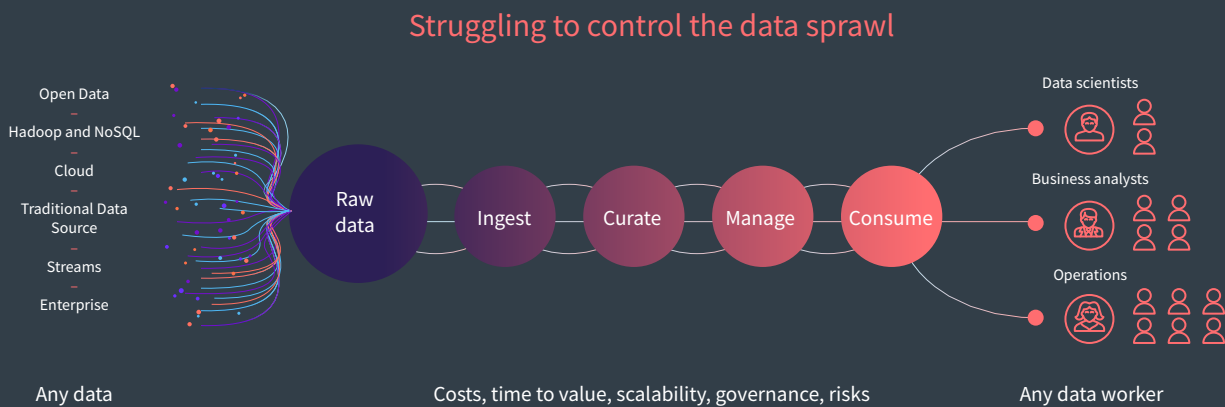 Struggling to control the data sprawl
Open Data
–
Hadoop and NoSQL
–
Cloud
–
Traditional Data
Source
–
Streams
–
Enterprise
Raw
data
Ingest
Curate
Manage
Consume
Data scientists
Business analysts
Operations
Any data
Costs, time to value, scalability, governance, risks
Any data worker